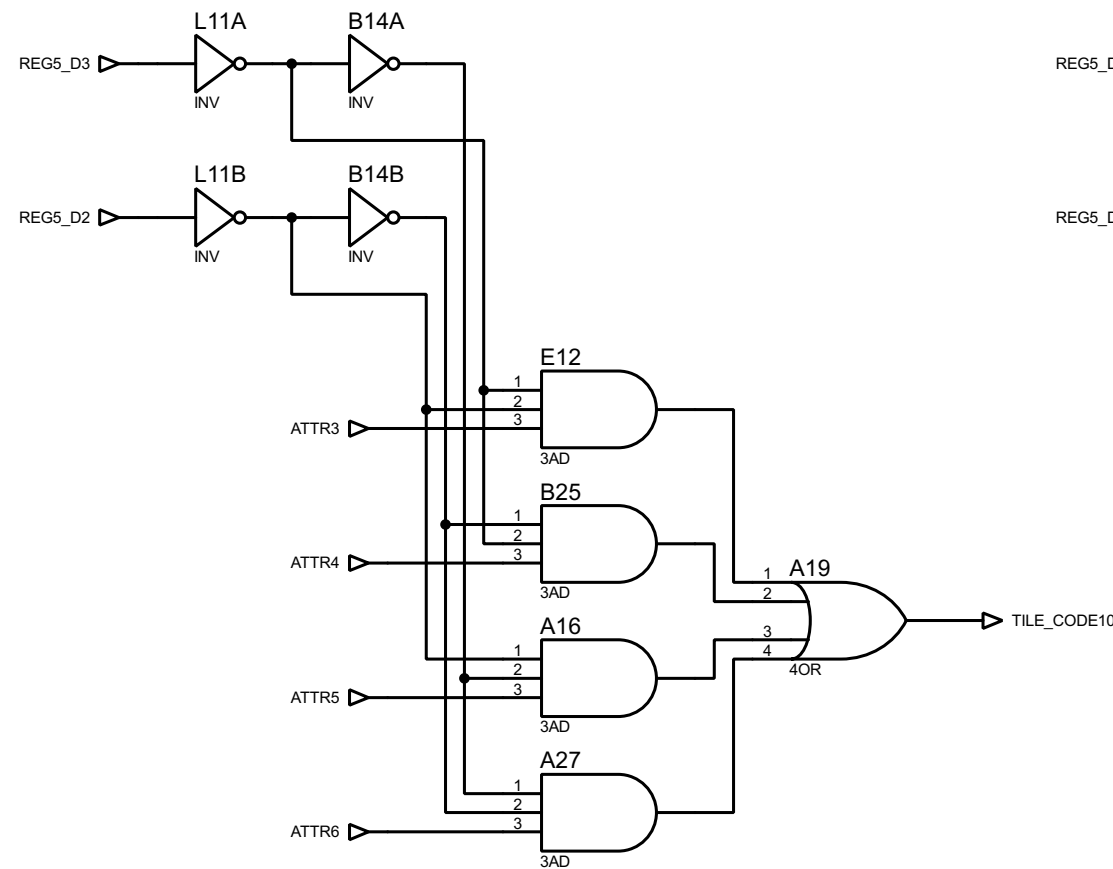 L11A
B14A
REG5_D3
INV
INV
REG5_D
L11B
B14B
REG5_D2
INV
INV
REG5_D
E12
1
2
3
ATTR3
3AD
B25
1
2
3
ATTR4
3AD
A19
1
2
3
4
4OR
TILE_CODE10
A16
1
2
3
ATTR5
3AD
A27
1
2
3
ATTR6
3AD